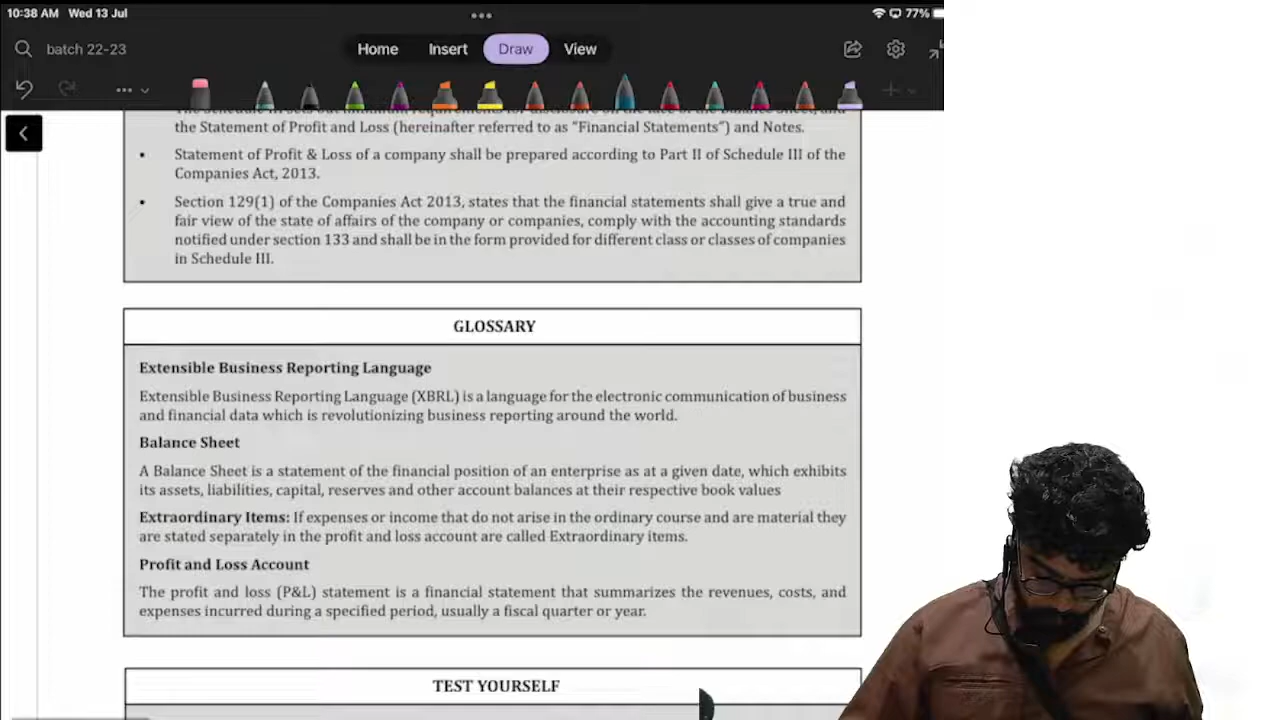 10:38 AM Wed 13 Jul
77%
batch 22-23
Home Insert Draw View
the Statement of Profit and Loss (hereinafter referred to as “Financial Statements”) and Notes.
• Statement of Profit & Loss of a company shall be prepared according to Part II of Schedule III of the
Companies Act, 2013.
• Section 129(1) of the Companies Act 2013, states that the financial statements shall give a true and
fair view of the state of affairs of the company or companies, comply with the accounting standards
notified under section 133 and shall be in the form provided for different class or classes of companies
in Schedule III.
GLOSSARY
Extensible Business Reporting Language
Extensible Business Reporting Language (XBRL) is a language for the electronic communication of business
and financial data which is revolutionizing business reporting around the world.
Balance Sheet
A Balance Sheet is a statement of the financial position of an enterprise as at a given date, which exhibits
its assets, liabilities, capital, reserves and other account balances at their respective book values
Extraordinary Items: If expenses or income that do not arise in the ordinary course and are material they
are stated separately in the profit and loss account are called Extraordinary items.
Profit and Loss Account
The profit and loss (P&L) statement is a financial statement that summarizes the revenues, costs, and
expenses incurred during a specified period, usually a fiscal quarter or year.
TEST YOURSELF